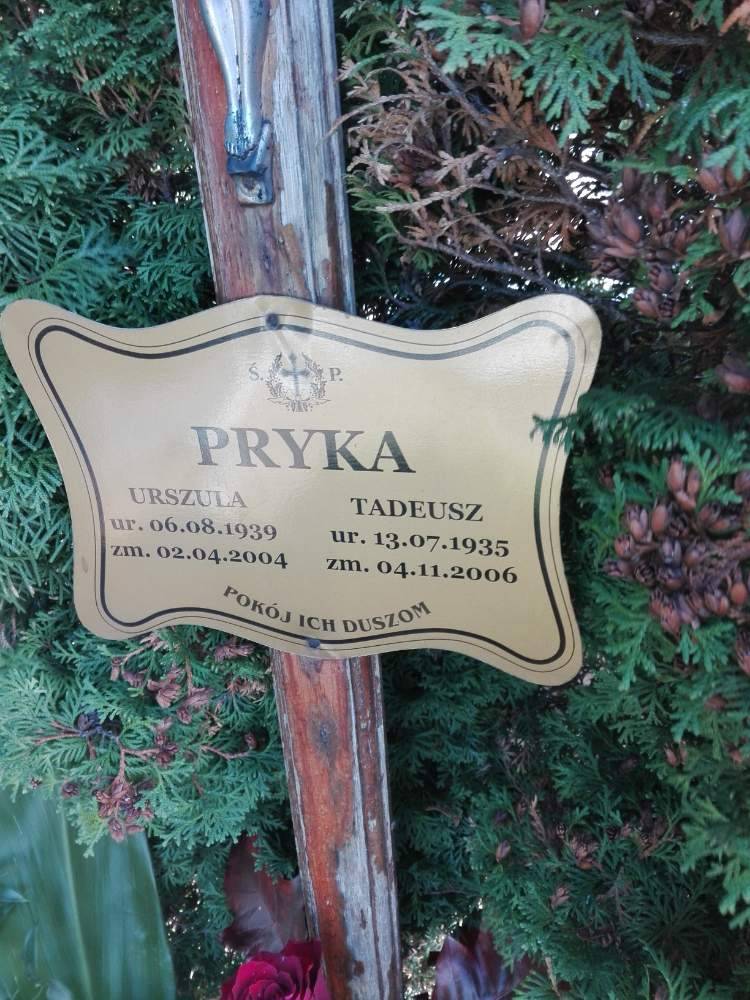 Ś. P.
PRYKA
URSZULA
ur. 06.08.1939
zm. 02.04.2004
TADEUSZ
ur. 13.07.1935
zm. 04.11.2006
POKÓJ ICH DUSZOM